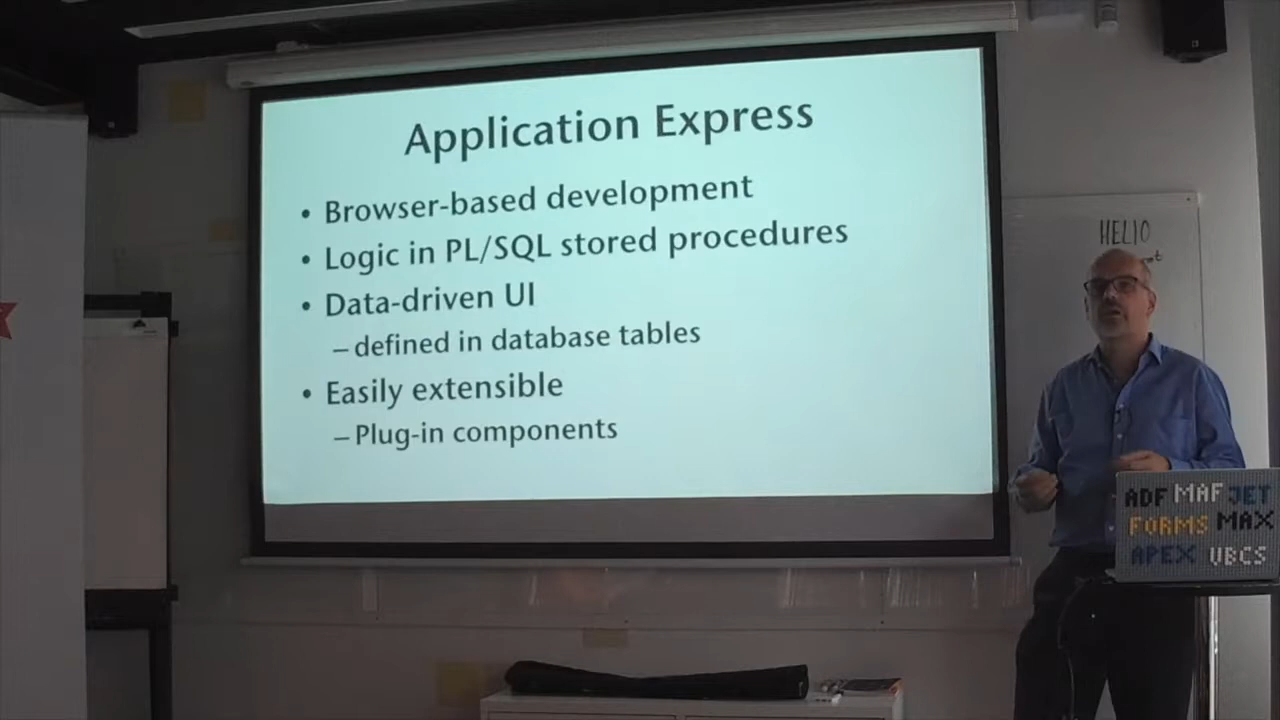 Application Express
• Browser-based development
• Logic in PL/SQL stored procedures
• Data-driven UI
– defined in database tables
• Easily extensible
– Plug-in components
HELIO
ADF MAF JET
FORMS MAX
APEX VBCS